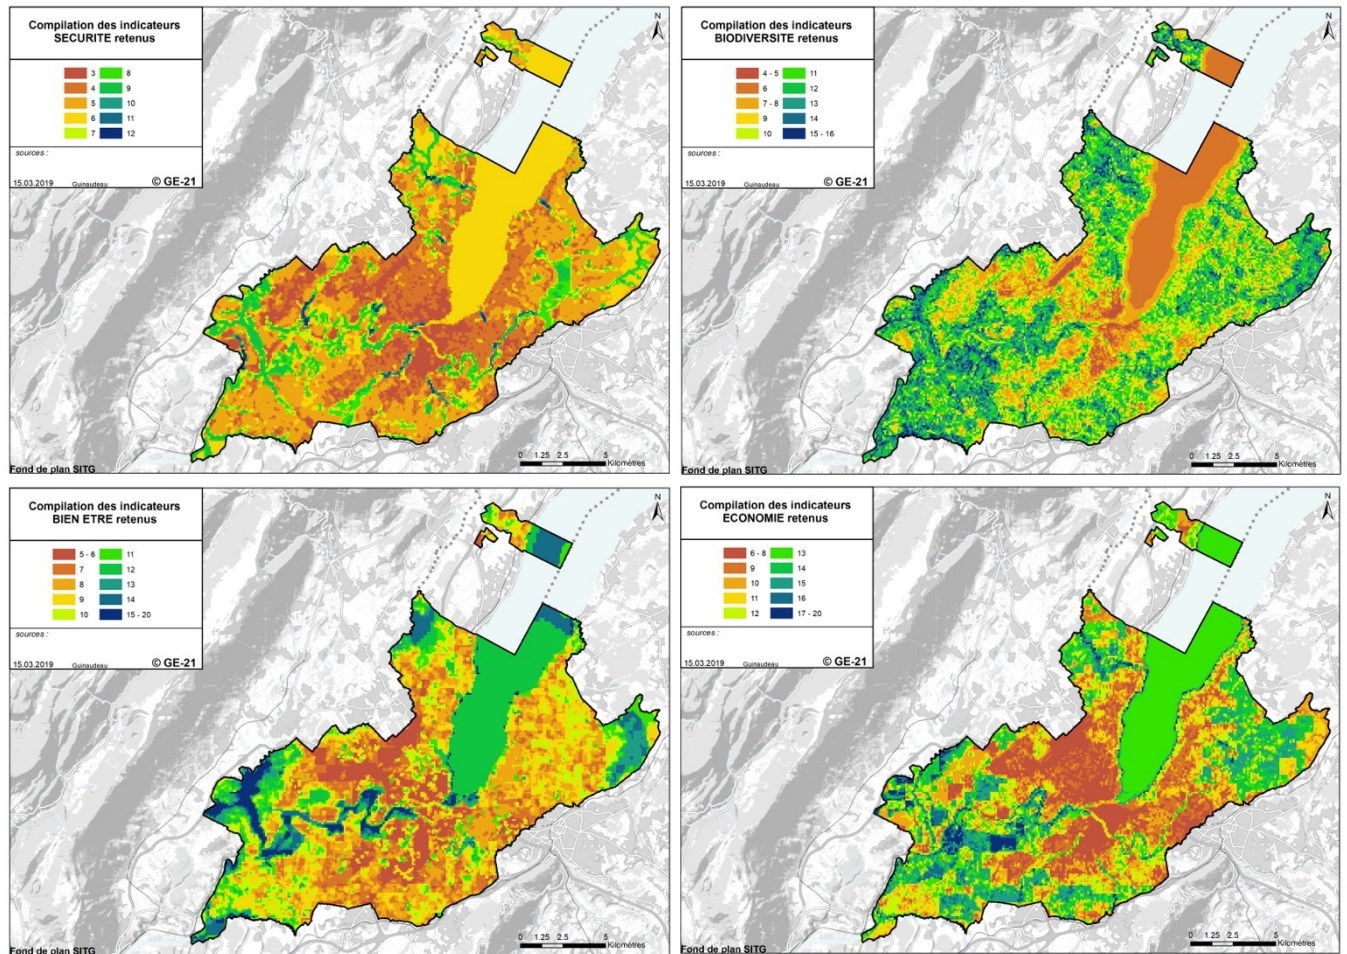 Compilation des indicateurs
SECURITE retenus
3 8
4 9
5 10
6 11
7 12
sources :
15.03.2019 Guinaudeau © GE-21
N
0 1.25 2.5 5
Kilomètres
Fond de plan SITG
Compilation des indicateurs
BIODIVERSITE retenus
4 - 5 11
6 12
7 - 8 13
9 14
10 15 - 16
sources :
15.03.2019 Guinaudeau © GE-21
N
0 1.25 2.5 5
Kilomètres
Fond de plan SITG
Compilation des indicateurs
BIEN ETRE retenus
5 - 6 11
7 12
8 13
9 14
10 15 - 20
sources :
15.03.2019 Guinaudeau © GE-21
N
0 1.25 2.5 5
Kilomètres
Fond de plan SITG
Compilation des indicateurs
ECONOMIE retenus
6 - 8 13
9 14
10 15
11 16
12 17 - 20
sources :
15.03.2019 Guinaudeau © GE-21
N
0 1.25 2.5 5
Kilomètres
Fond de plan SITG